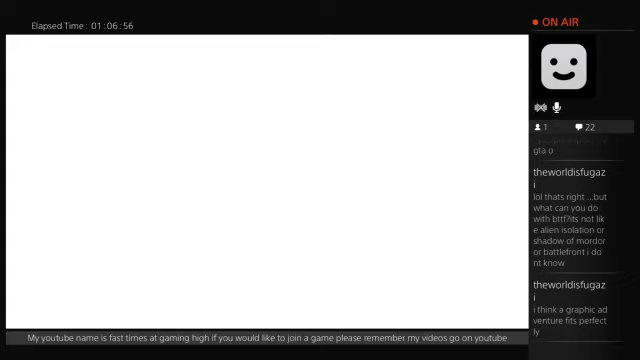 Elapsed Time : 01:06:56
ON AIR
1
22
gta o
theworldisfugaz
i
lol thats right ...but
what can you do
with bttf?its not lik
e alien isolation or
shadow of mordor
or battlefront i do
nt know
theworldisfugaz
i
i think a graphic ad
venture fits perfect
ly
My youtube name is fast times at gaming high if you would like to join a game please remember my videos go on youtube